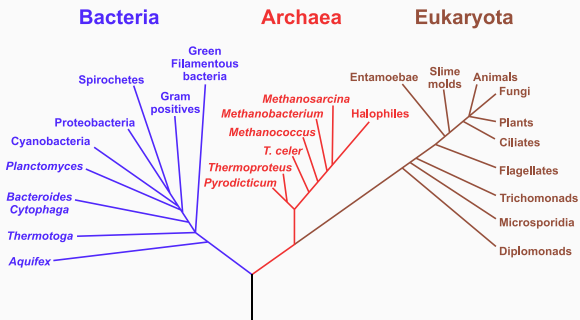 Bacteria
Archaea
Eukaryota
Green
Filamentous
bacteria
Spirochetes
Gram
positives
Proteobacteria
Cyanobacteria
Planctomyces
Bacteroides
Cytophaga
Thermotoga
Aquifex
Methanosarcina
Methanobacterium
Halophiles
Methanococcus
T. celer
Thermoproteus
Pyrodicticum
Entamoebae
Slime
molds
Animals
Fungi
Plants
Ciliates
Flagellates
Trichomonads
Microsporidia
Diplomonads